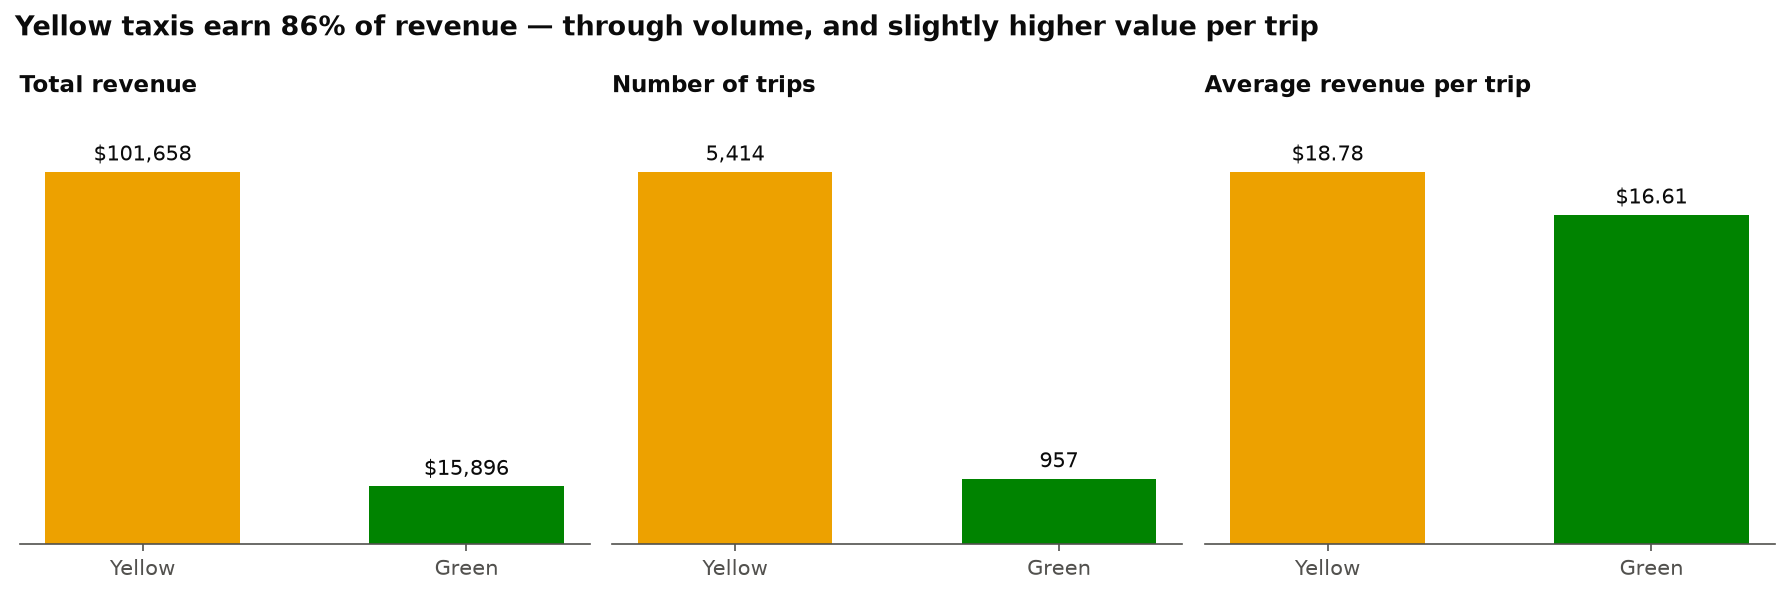 Yellow taxis earn 86% of revenue — through volume, and slightly higher value per trip
Total revenue
$101,658
$15,896
Yellow
Green
Number of trips
5,414
957
Yellow
Green
Average revenue per trip
$18.78
$16.61
Yellow
Green